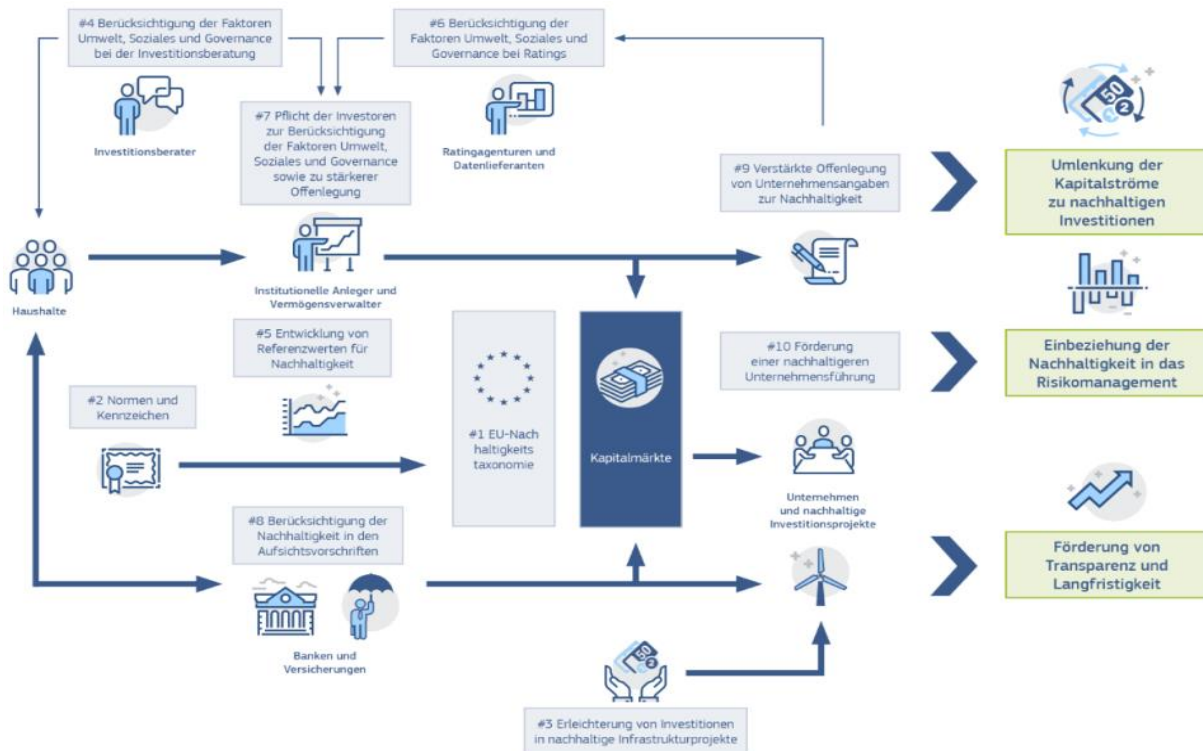 #4 Berücksichtigung der Faktoren
Umwelt, Soziales und Governance
bei der Investitionsberatung
Investitionsberater
#6 Berücksichtigung der
Faktoren Umwelt, Soziales und
Governance bei Ratings
Ratingagenturen und
Datenlieferanten
#7 Pflicht der Investoren
zur Berücksichtigung
der Faktoren Umwelt,
Soziales und Governance
sowie zu stärkerer
Offenlegung
Institutionelle Anleger und
Vermögensverwalter
#9 Verstärkte Offenlegung
von Unternehmensangaben
zur Nachhaltigkeit
50
2
Umlenkung der
Kapitalströme
zu nachhaltigen
Investitionen
Haushalte
#5 Entwicklung von
Referenzwerten für
Nachhaltigkeit
#2 Normen und
Kennzeichen
#1 EU-Nach
haltigkeits
taxonomie
Kapitalmärkte
#10 Förderung
einer nachhaltigeren
Unternehmensführung
Einbeziehung der
Nachhaltigkeit in das
Risikomanagement
Unternehmen
und nachhaltige
Investitionsprojekte
#8 Berücksichtigung der
Nachhaltigkeit in den
Aufsichtsvorschriften
Banken und
Versicherungen
Förderung von
Transparenz und
Langfristigkeit
50
2
#3 Erleichterung von Investitionen
in nachhaltige Infrastrukturprojekte